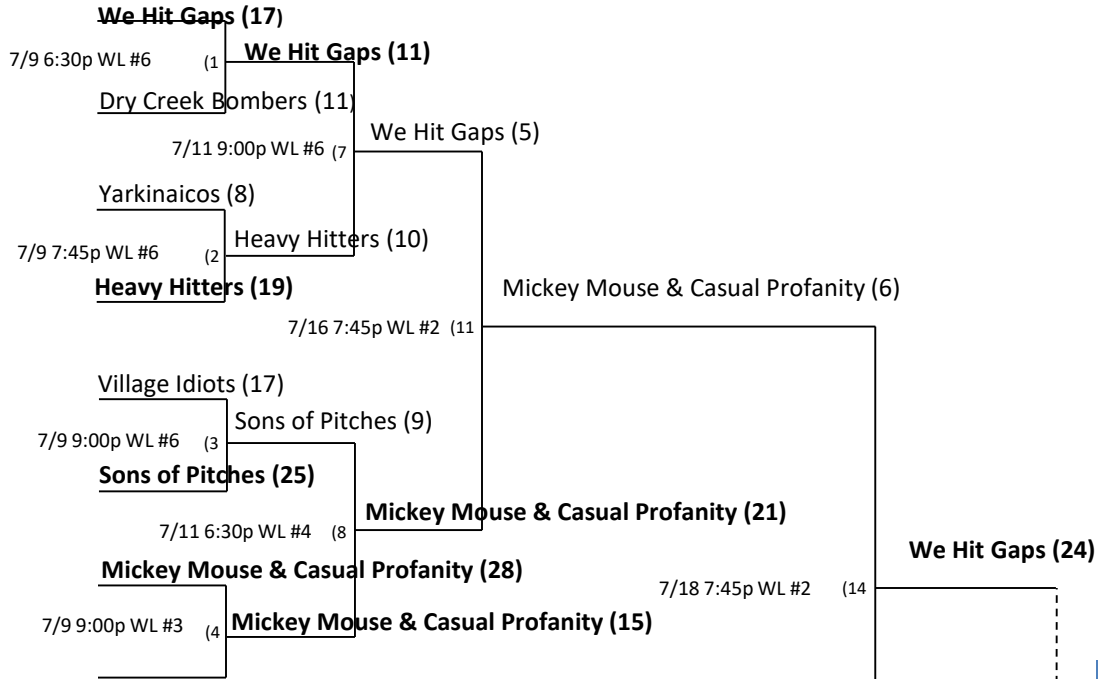 We Hit Gaps (17)
7/9 6:30p WL #6 (1
We Hit Gaps (11)
Dry Creek Bombers (11)
We Hit Gaps (5)
7/11 9:00p WL #6 (7
Yarkinaicos (8)
7/9 7:45p WL #6 (2
Heavy Hitters (10)
Heavy Hitters (19)
Mickey Mouse & Casual Profanity (6)
7/16 7:45p WL #2 (11
Village Idiots (17)
Sons of Pitches (9)
7/9 9:00p WL #6 (3
Sons of Pitches (25)
Mickey Mouse & Casual Profanity (21)
7/11 6:30p WL #4 (8
We Hit Gaps (24)
Mickey Mouse & Casual Profanity (28)
7/18 7:45p WL #2 (14
7/9 9:00p WL #3 (4
Mickey Mouse & Casual Profanity (15)